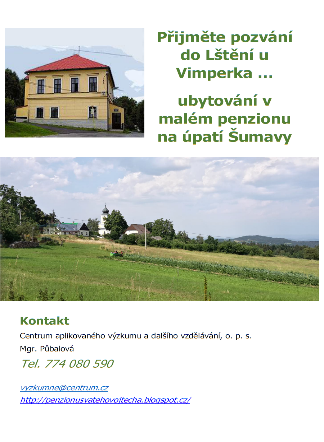 Přijměte pozvání
do Lštění u
Vimperka ...
ubytování v
malém penzionu
na úpatí Šumavy
Kontakt
Centrum aplikovaného výzkumu a dalšího vzdělávání, o. p. s.
Mgr. Půbalová
Tel. 774 080 590
vyzkumne@centrum.cz
http://penzionusvatehovojtecha.blogspot.cz/